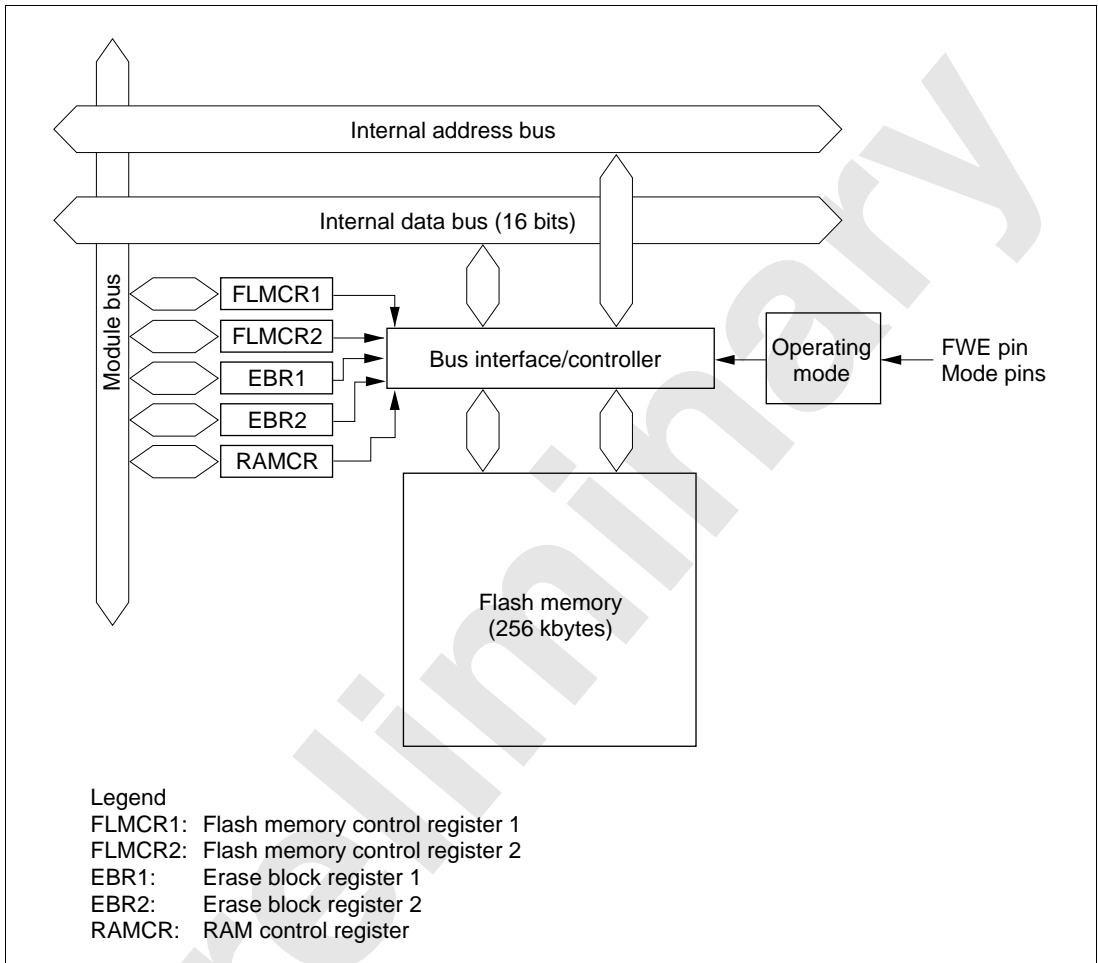 Internal address bus
Internal data bus (16 bits)
Module bus
FLMCR1
FLMCR2
EBR1
EBR2
RAMCR
Bus interface/controller
Operating
mode
FWE pin
Mode pins
Flash memory
(256 kbytes)
Legend
FLMCR1: Flash memory control register 1
FLMCR2: Flash memory control register 2
EBR1: Erase block register 1
EBR2: Erase block register 2
RAMCR: RAM control register
reliminary